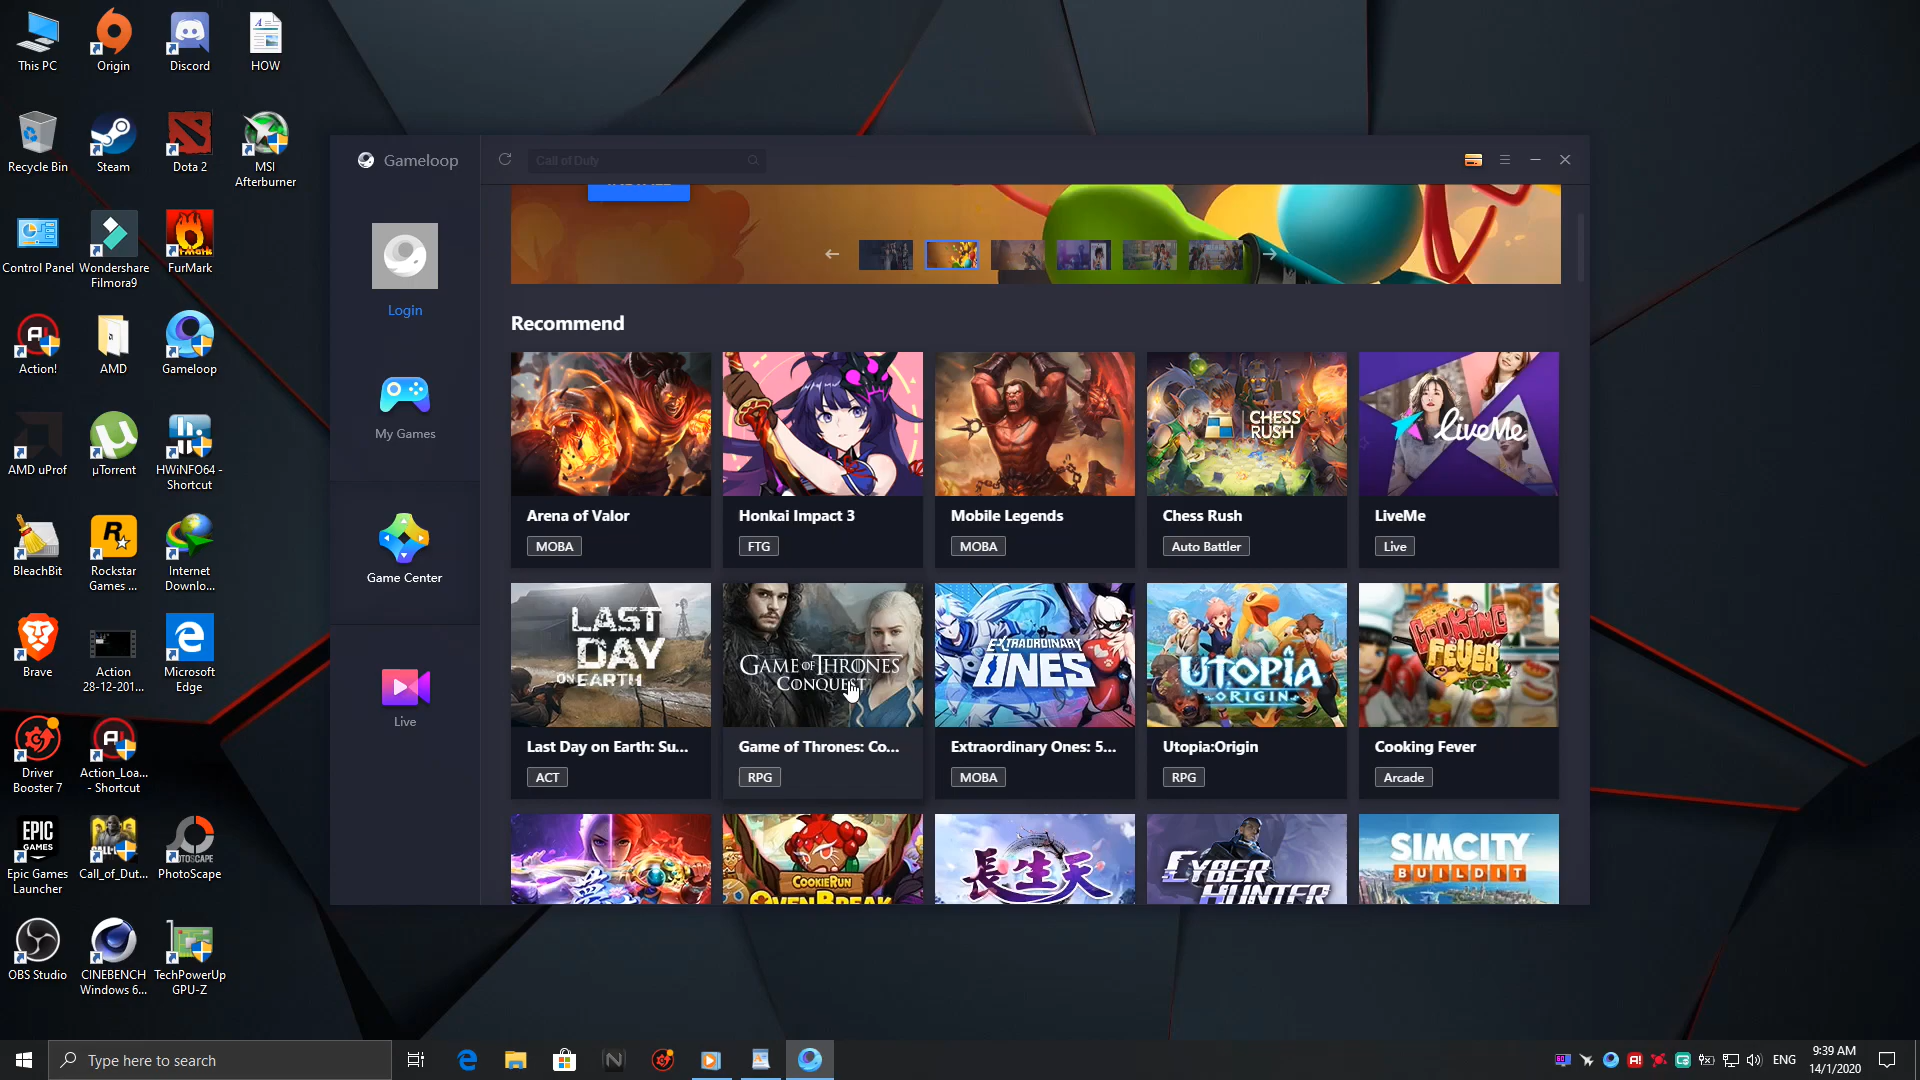 This PC
Origin
Discord
HOW
Recycle Bin
Steam
Dota 2
MSI
Afterburner
Control Panel
Wondershare
Filmora9
FurMark
Action!
AMD
Gameloop
AMD uProf
µTorrent
HWiNFO64 -
Shortcut
BleachBit
Rockstar
Games ...
Internet
Downlo...
Brave
Action
28-12-201...
Microsoft
Edge
Driver
Booster 7
Action_Loa...
- Shortcut
EPIC
GAMES
Epic Games
Launcher
Call_of_Dut...
PhotoScape
OBS Studio
CINEBENCH
Windows 6...
TechPowerUp
GPU-Z
Gameloop
Call of Duty
Login
My Games
Game Center
Live
Recommend
CHESS
RUSH
LiveMe
Arena of Valor
MOBA
Honkai Impact 3
FTG
Mobile Legends
MOBA
Chess Rush
Auto Battler
LiveMe
Live
LAST
DAY
ON EARTH
GAME OF THRONES
CONQUEST
EXTRAORDINARY
ONES
UTOPIA
ORIGIN
COOKING
FEVER
Last Day on Earth: Su...
ACT
Game of Thrones: Co...
RPG
Extraordinary Ones: 5...
MOBA
Utopia:Origin
RPG
Cooking Fever
Arcade
COOKIERUN
OVENBREAK
長生天
CYBER
HUNTER
SIMCITY
BUILDIT
Type here to search
ENG
9:39 AM
14/1/2020